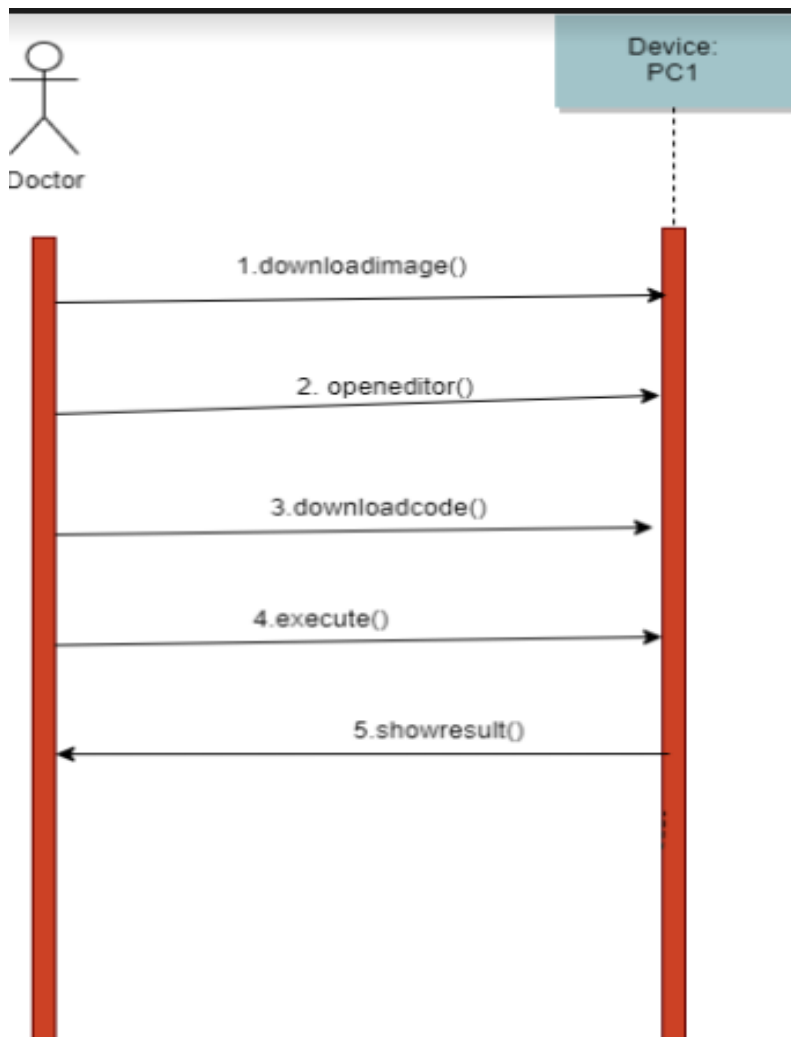 Device:
PC1
Doctor
1.downloadimage()
2. openeditor()
3.downloadcode()
4.execute()
5.showresult()